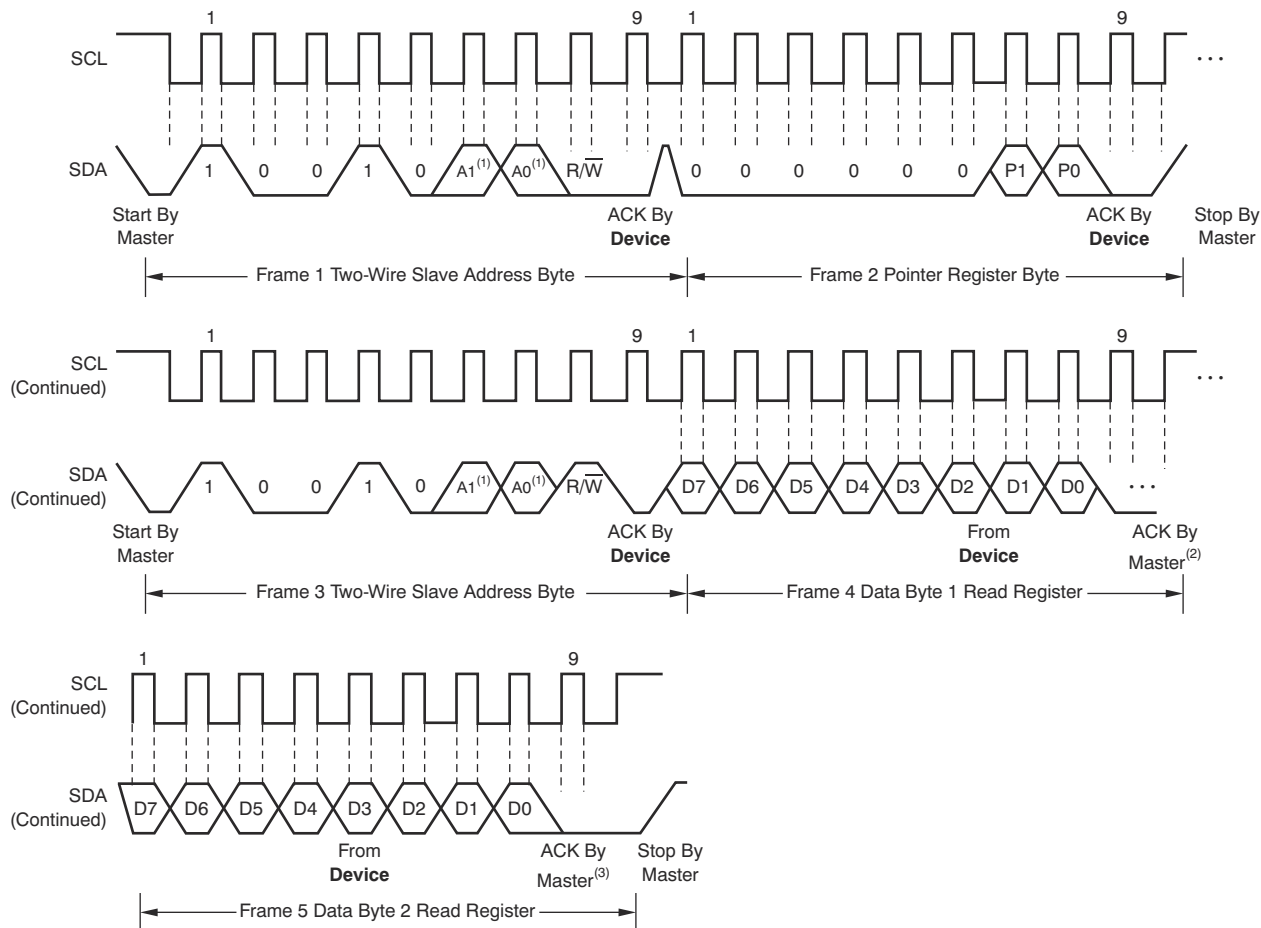 1 9 1 9
SCL ...
SDA 1 0 0 1 0 A1(1) A0(1) R/W̅ 0 0 0 0 0 0 P1 P0
Start By Master
ACK By Device
ACK By Device
Stop By Master
Frame 1 Two-Wire Slave Address Byte
Frame 2 Pointer Register Byte
1 9 1 9
SCL (Continued) ...
SDA (Continued) 1 0 0 1 0 A1(1) A0(1) R/W̅ D7 D6 D5 D4 D3 D2 D1 D0 ...
Start By Master
ACK By Device
From Device
ACK By Master(2)
Frame 3 Two-Wire Slave Address Byte
Frame 4 Data Byte 1 Read Register
1 9
SCL (Continued)
SDA (Continued) D7 D6 D5 D4 D3 D2 D1 D0
From Device
ACK By Master(3)
Stop By Master
Frame 5 Data Byte 2 Read Register